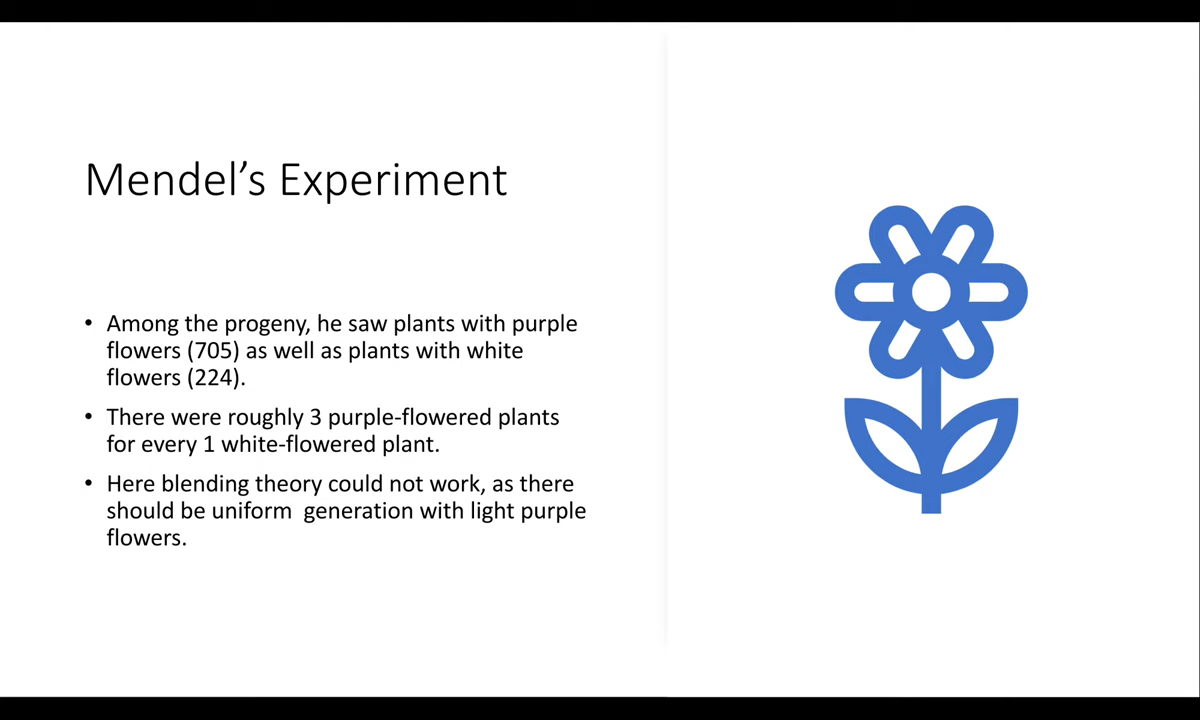 Mendel’s Experiment
• Among the progeny, he saw plants with purple
flowers (705) as well as plants with white
flowers (224).
• There were roughly 3 purple-flowered plants
for every 1 white-flowered plant.
• Here blending theory could not work, as there
should be uniform  generation with light purple
flowers.